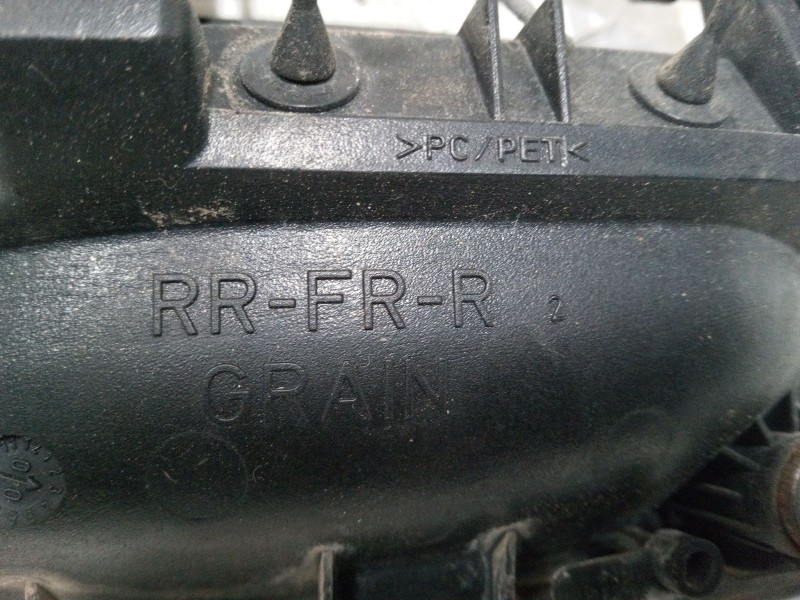 >PC/PET<
RR-FR-R 2
GRAIN